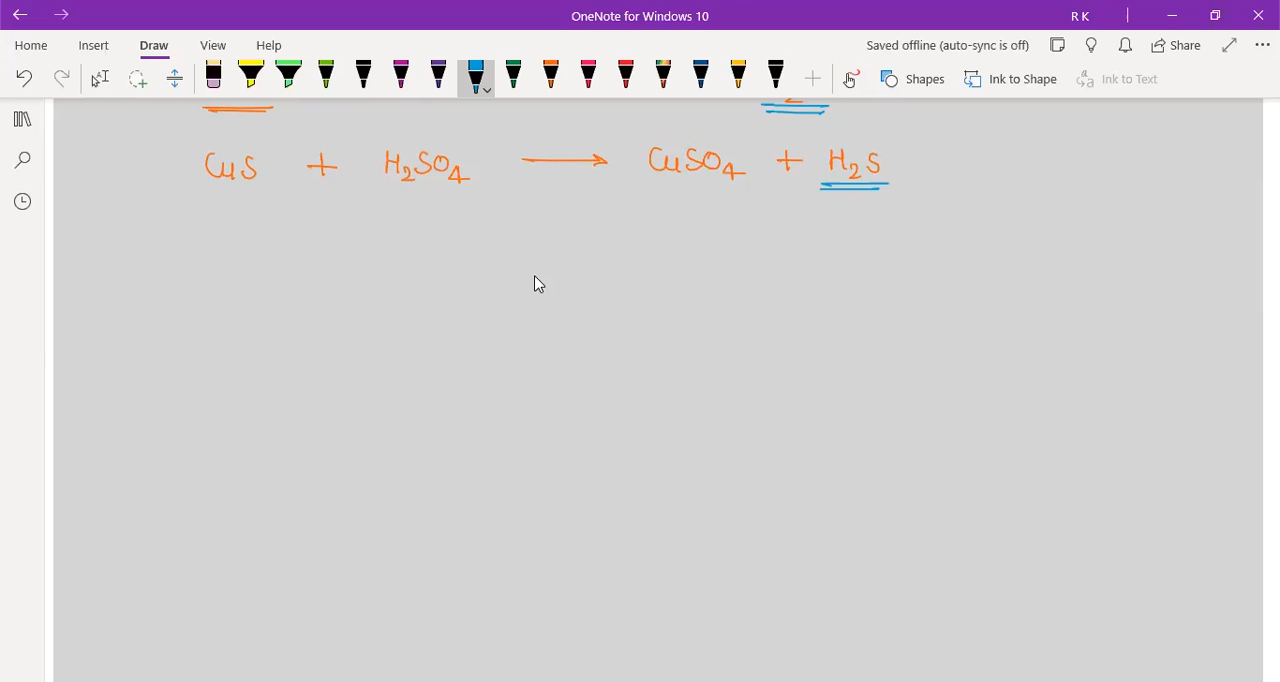 OneNote for Windows 10
R K
Home Insert Draw View Help
Saved offline (auto-sync is off) Share
Shapes Ink to Shape Ink to Text
CuS + H₂SO₄ ⟶ CuSO₄ + H₂S